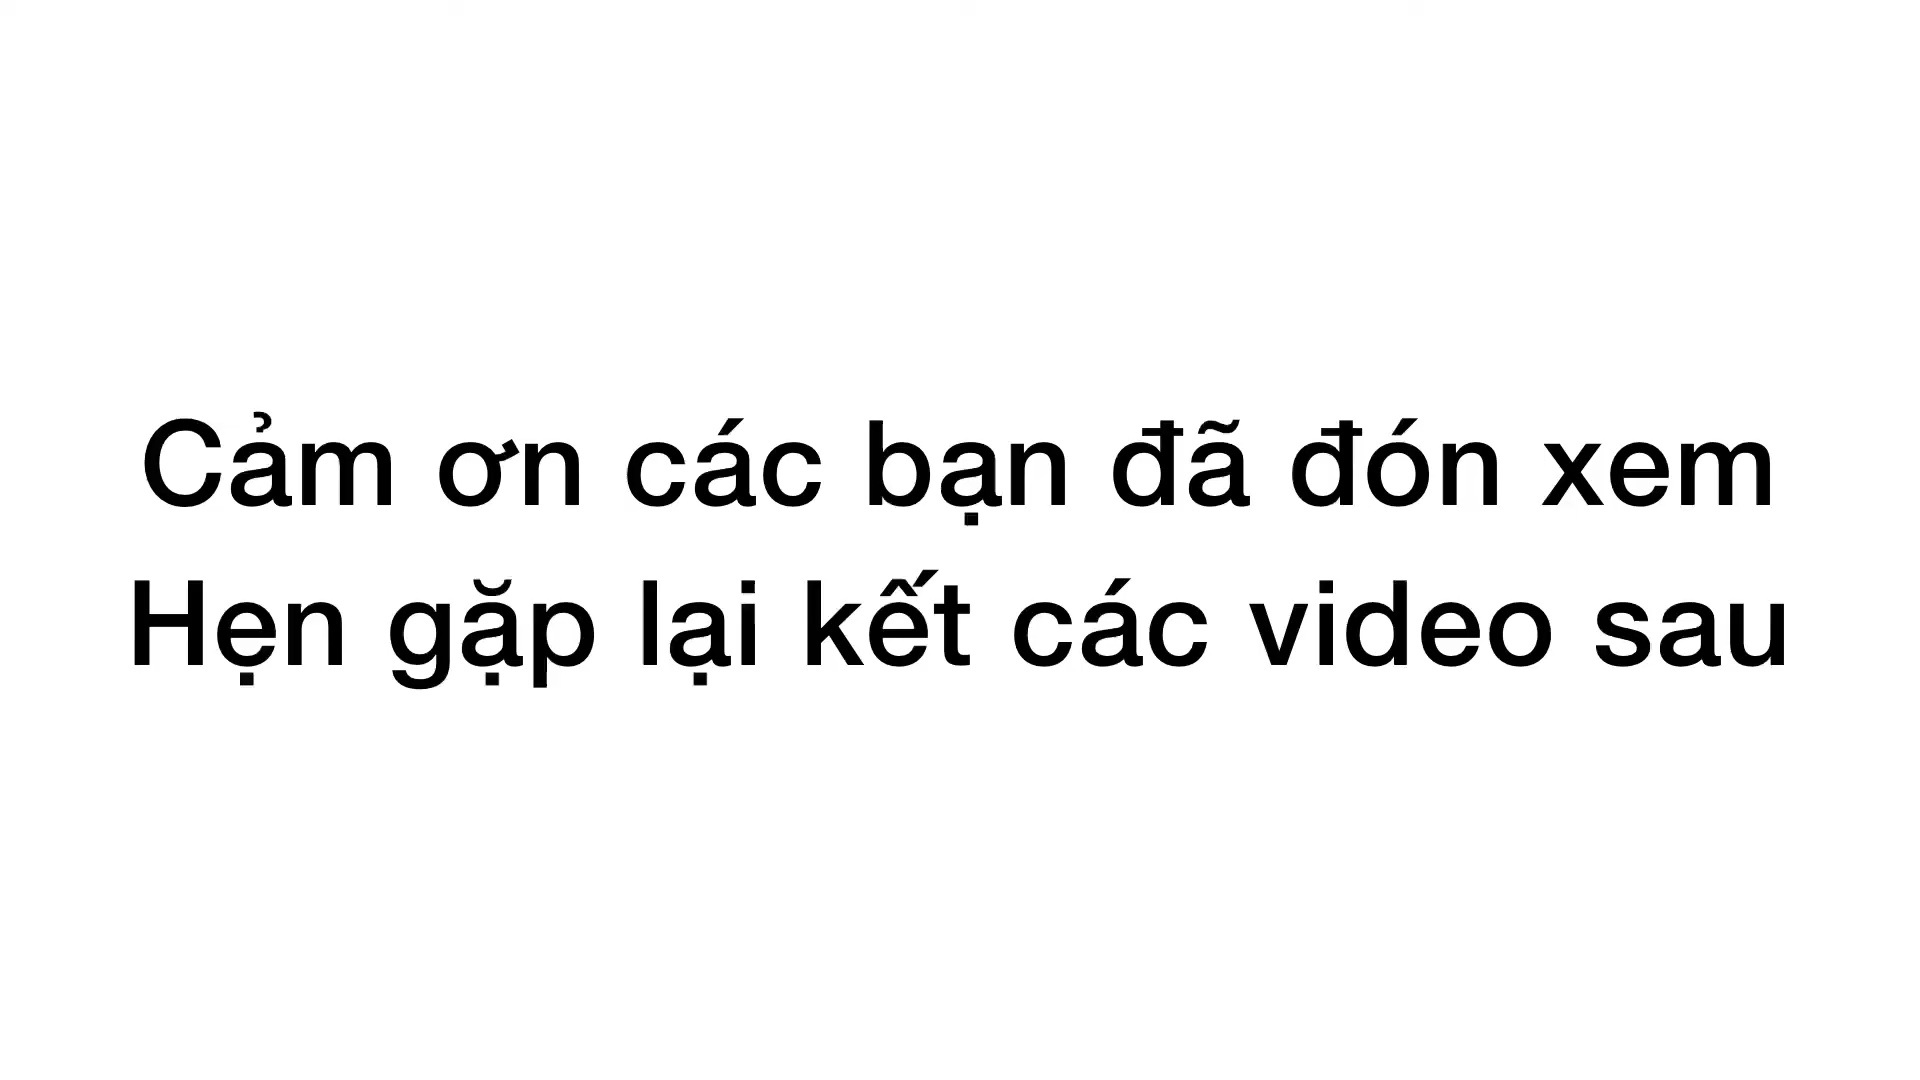 Cảm ơn các bạn đã đón xem
Hẹn gặp lại kết các video sau